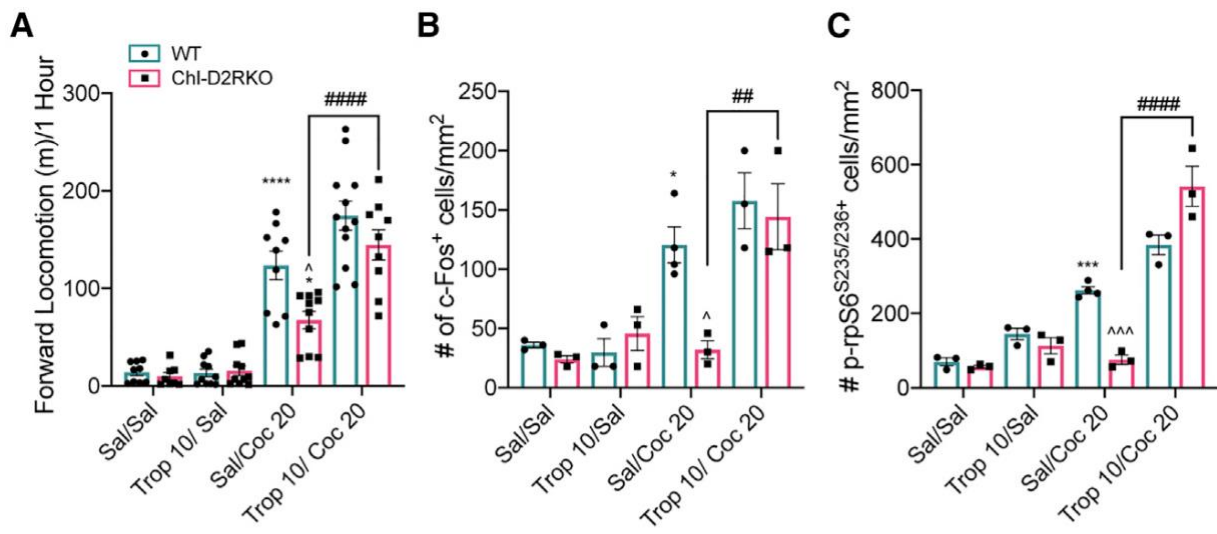 A
WT
ChI-D2RKO
Forward Locomotion (m)/1 Hour
300
200
100
0
****
^
*
####
Sal/Sal
Trop 10/ Sal
Sal/Coc 20
Trop 10/ Coc 20
B
# of c-Fos⁺ cells/mm²
250
200
150
100
50
0
*
^
##
Sal/Sal
Trop 10/Sal
Sal/Coc 20
Trop 10/ Coc 20
C
# p-rpS6^S235/236+ cells/mm²
800
600
400
200
0
***
^^^
####
Sal/Sal
Trop 10/Sal
Sal/Coc 20
Trop 10/Coc 20